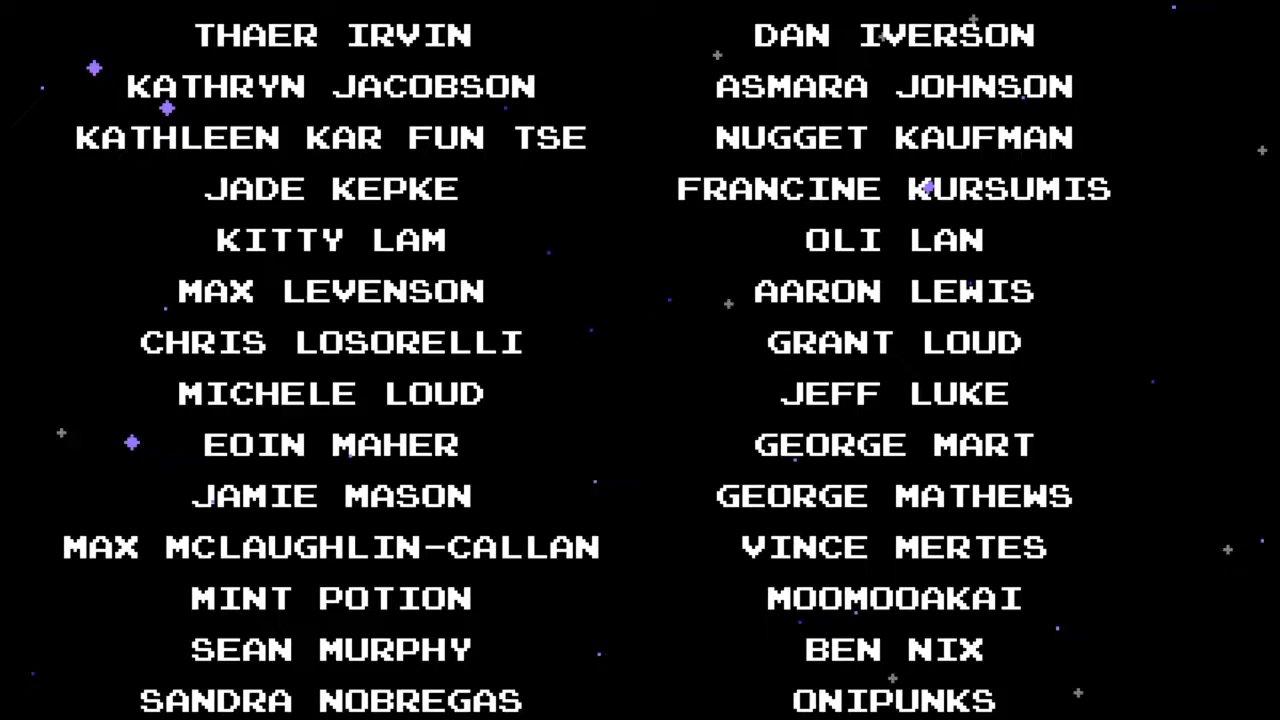 THAER IRVIN DAN IVERSON
KATHRYN JACOBSON ASMARA JOHNSON
KATHLEEN KAR FUN TSE NUGGET KAUFMAN
JADE KEPKE FRANCINE KURSUMIS
KITTY LAM OLI LAN
MAX LEVENSON AARON LEWIS
CHRIS LOSORELLI GRANT LOUD
MICHELE LOUD JEFF LUKE
EOIN MAHER GEORGE MART
JAMIE MASON GEORGE MATHEWS
MAX MCLAUGHLIN-CALLAN VINCE MERTES
MINT POTION MOOMOOAKAI
SEAN MURPHY BEN NIX
SANDRA NOBREGAS ONIPUNKS